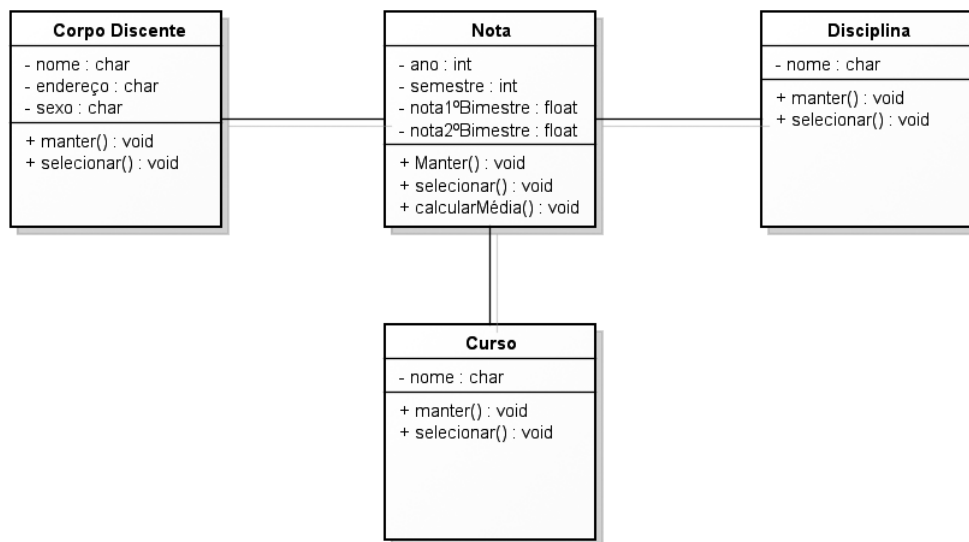 Corpo Discente
- nome : char
- endereço : char
- sexo : char
+ manter() : void
+ selecionar() : void
Nota
- ano : int
- semestre : int
- nota1ºBimestre : float
- nota2ºBimestre : float
+ Manter() : void
+ selecionar() : void
+ calcularMédia() : void
Disciplina
- nome : char
+ manter() : void
+ selecionar() : void
Curso
- nome : char
+ manter() : void
+ selecionar() : void